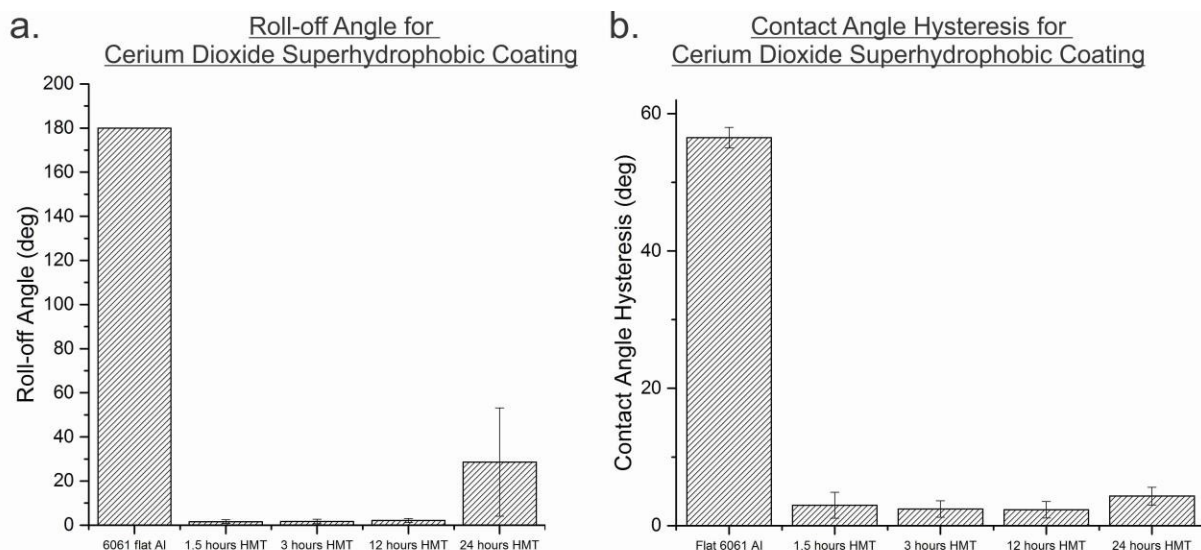 a.
Roll-off Angle for
Cerium Dioxide Superhydrophobic Coating
Roll-off Angle (deg)
200
180
160
140
120
100
80
60
40
20
0
6061 flat Al
1.5 hours HMT
3 hours HMT
12 hours HMT
24 hours HMT
b.
Contact Angle Hysteresis for
Cerium Dioxide Superhydrophobic Coating
Contact Angle Hysteresis (deg)
60
40
20
0
Flat 6061 Al
1.5 hours HMT
3 hours HMT
12 hours HMT
24 hours HMT